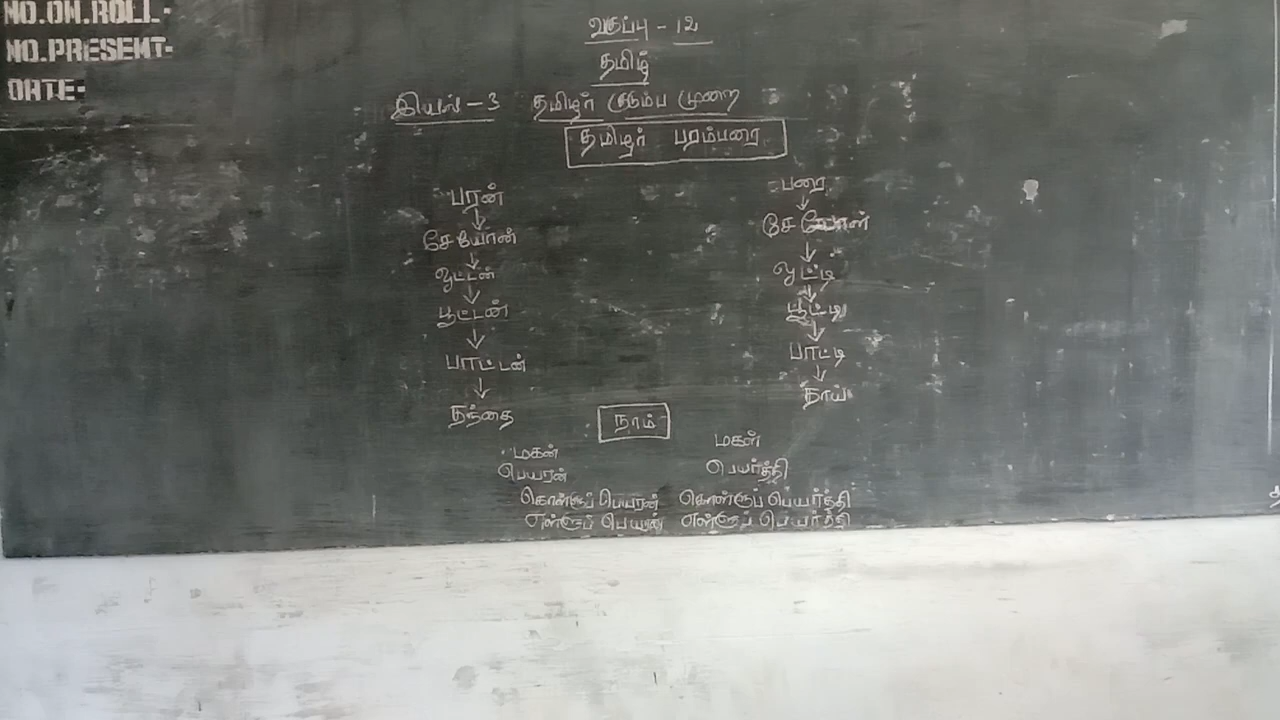 NO.ON.ROLL-
NO.PRESENT-
DATE-
வகுப்பு - 12
தமிழ்
இயல் - 3 தமிழர் குடும்ப முறை
தமிழர் பரம்பரை
பரன்
↓
சேயோன்
↓
ஓட்டன்
↓
பூட்டன்
↓
பாட்டன்
↓
தந்தை
பரை
↓
சே
↓
ஓட்டி
↓
பூட்டி
↓
பாட்டி
↓
தாய்
நாம்
மகன் மகள்
பெயரன் பெயர்த்தி
கொள்ளுப் பெயரன் கொள்ளுப் பெயர்த்தி
எள்ளுப் பெயரன் எள்ளுப் பெயர்த்தி